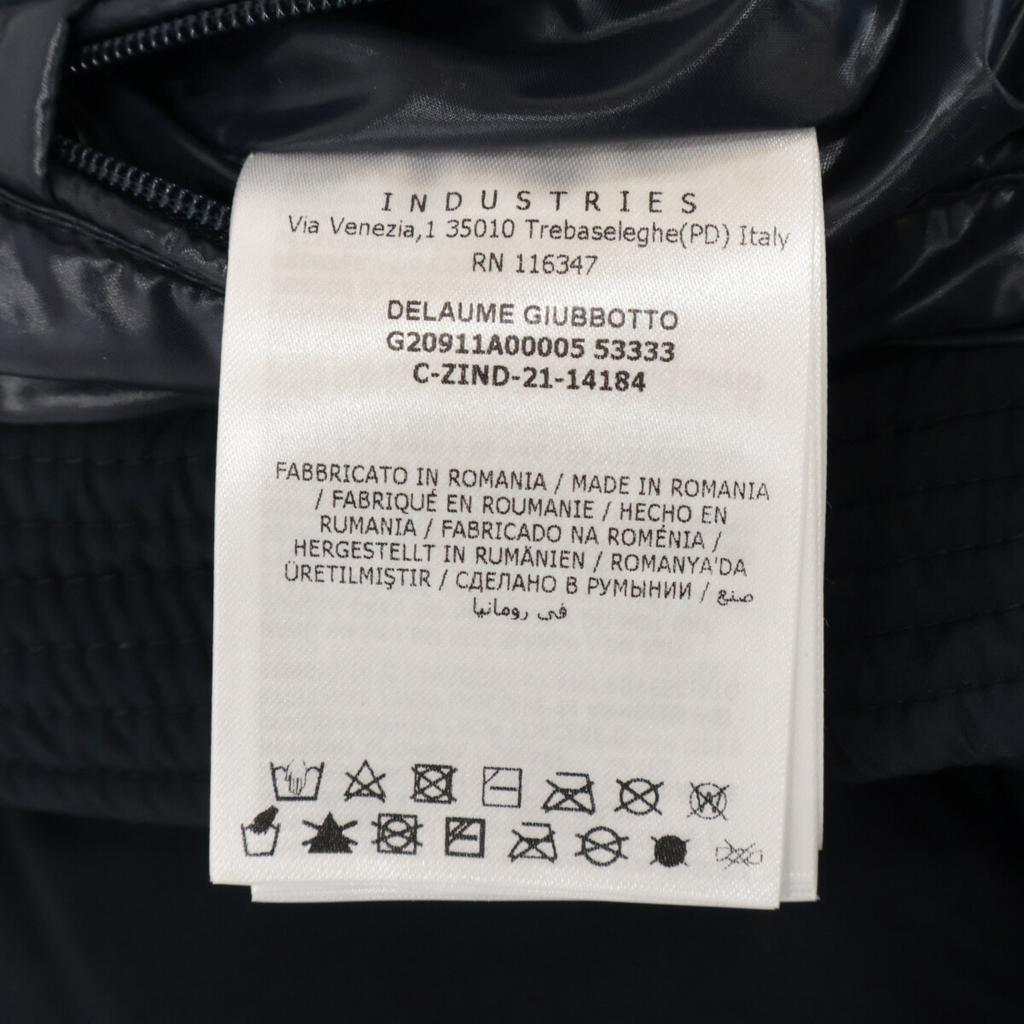 INDUSTRIES
Via Venezia,1 35010 Trebaseleghe(PD) Italy
RN 116347
DELAUME GIUBBOTTO
G20911A00005 53333
C-ZIND-21-14184
FABBRICATO IN ROMANIA / MADE IN ROMANIA
/ FABRIQUÉ EN ROUMANIE / HECHO EN
RUMANIA / FABRICADO NA ROMÉNIA /
HERGESTELLT IN RUMÄNIEN / ROMANYA'DA
ÜRETILMIŞTIR / СДЕЛАНО В РУМЫНИИ / صنع
في رومانيا